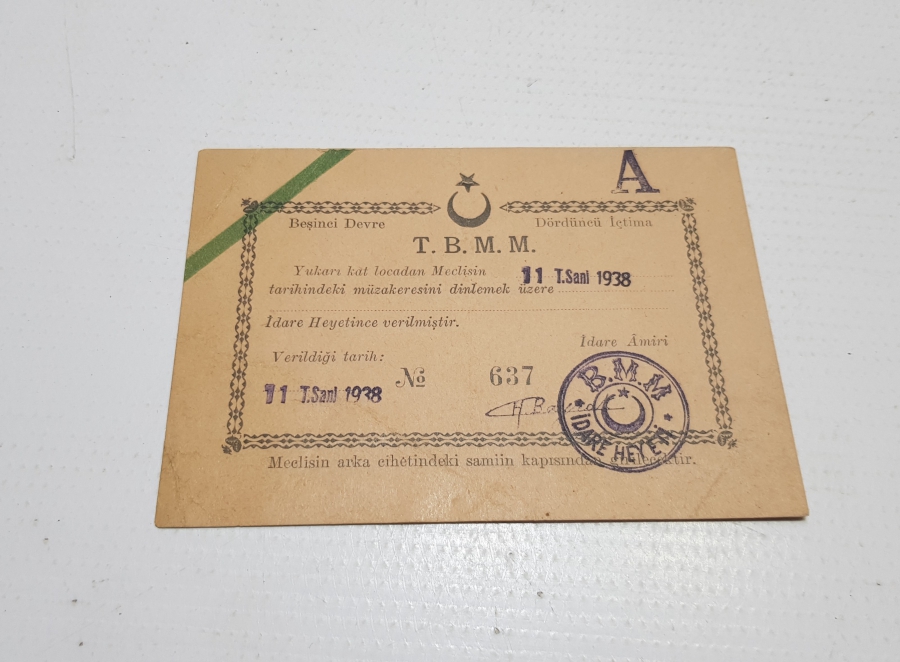 A
Beşinci Devre Dördüncü İçtima
T. B. M. M.
Yukarı kat locadan Meclisin 11 T.Sani 1938
tarihindeki müzakeresini dinlemek üzere
İdare Heyetince verilmiştir.
İdare Âmiri
Verildiği tarih:
11 T.Sani 1938 № 637
B.M.M
İDARE HEYETİ
Meclisin arka cihetindeki samiin kapısından girilecektir.